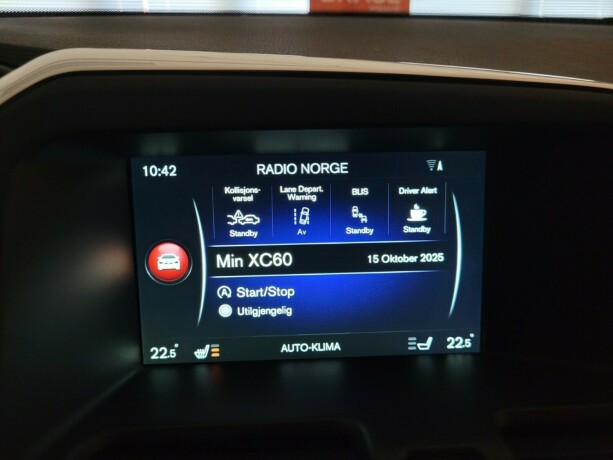 10:42
RADIO NORGE
Kollisjons-
varsel
Standby
Lane Depart.
Warning
Av
BLIS
Standby
Driver Alert
Standby
Min XC60
15 Oktober 2025
Start/Stop
Utilgjengelig
22.5°
AUTO-KLIMA
22.5°